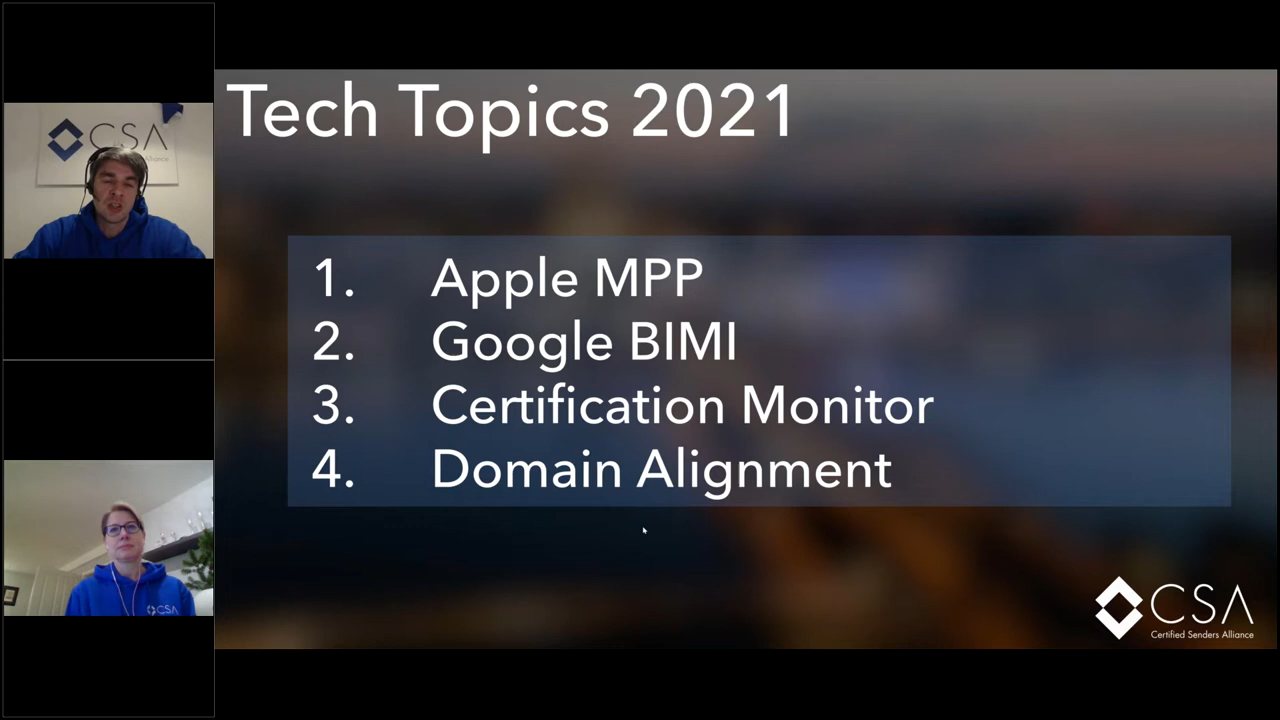 Tech Topics 2021
1. Apple MPP
2. Google BIMI
3. Certification Monitor
4. Domain Alignment
CSA
Certified Senders Alliance
CSA
Alliance
CSA